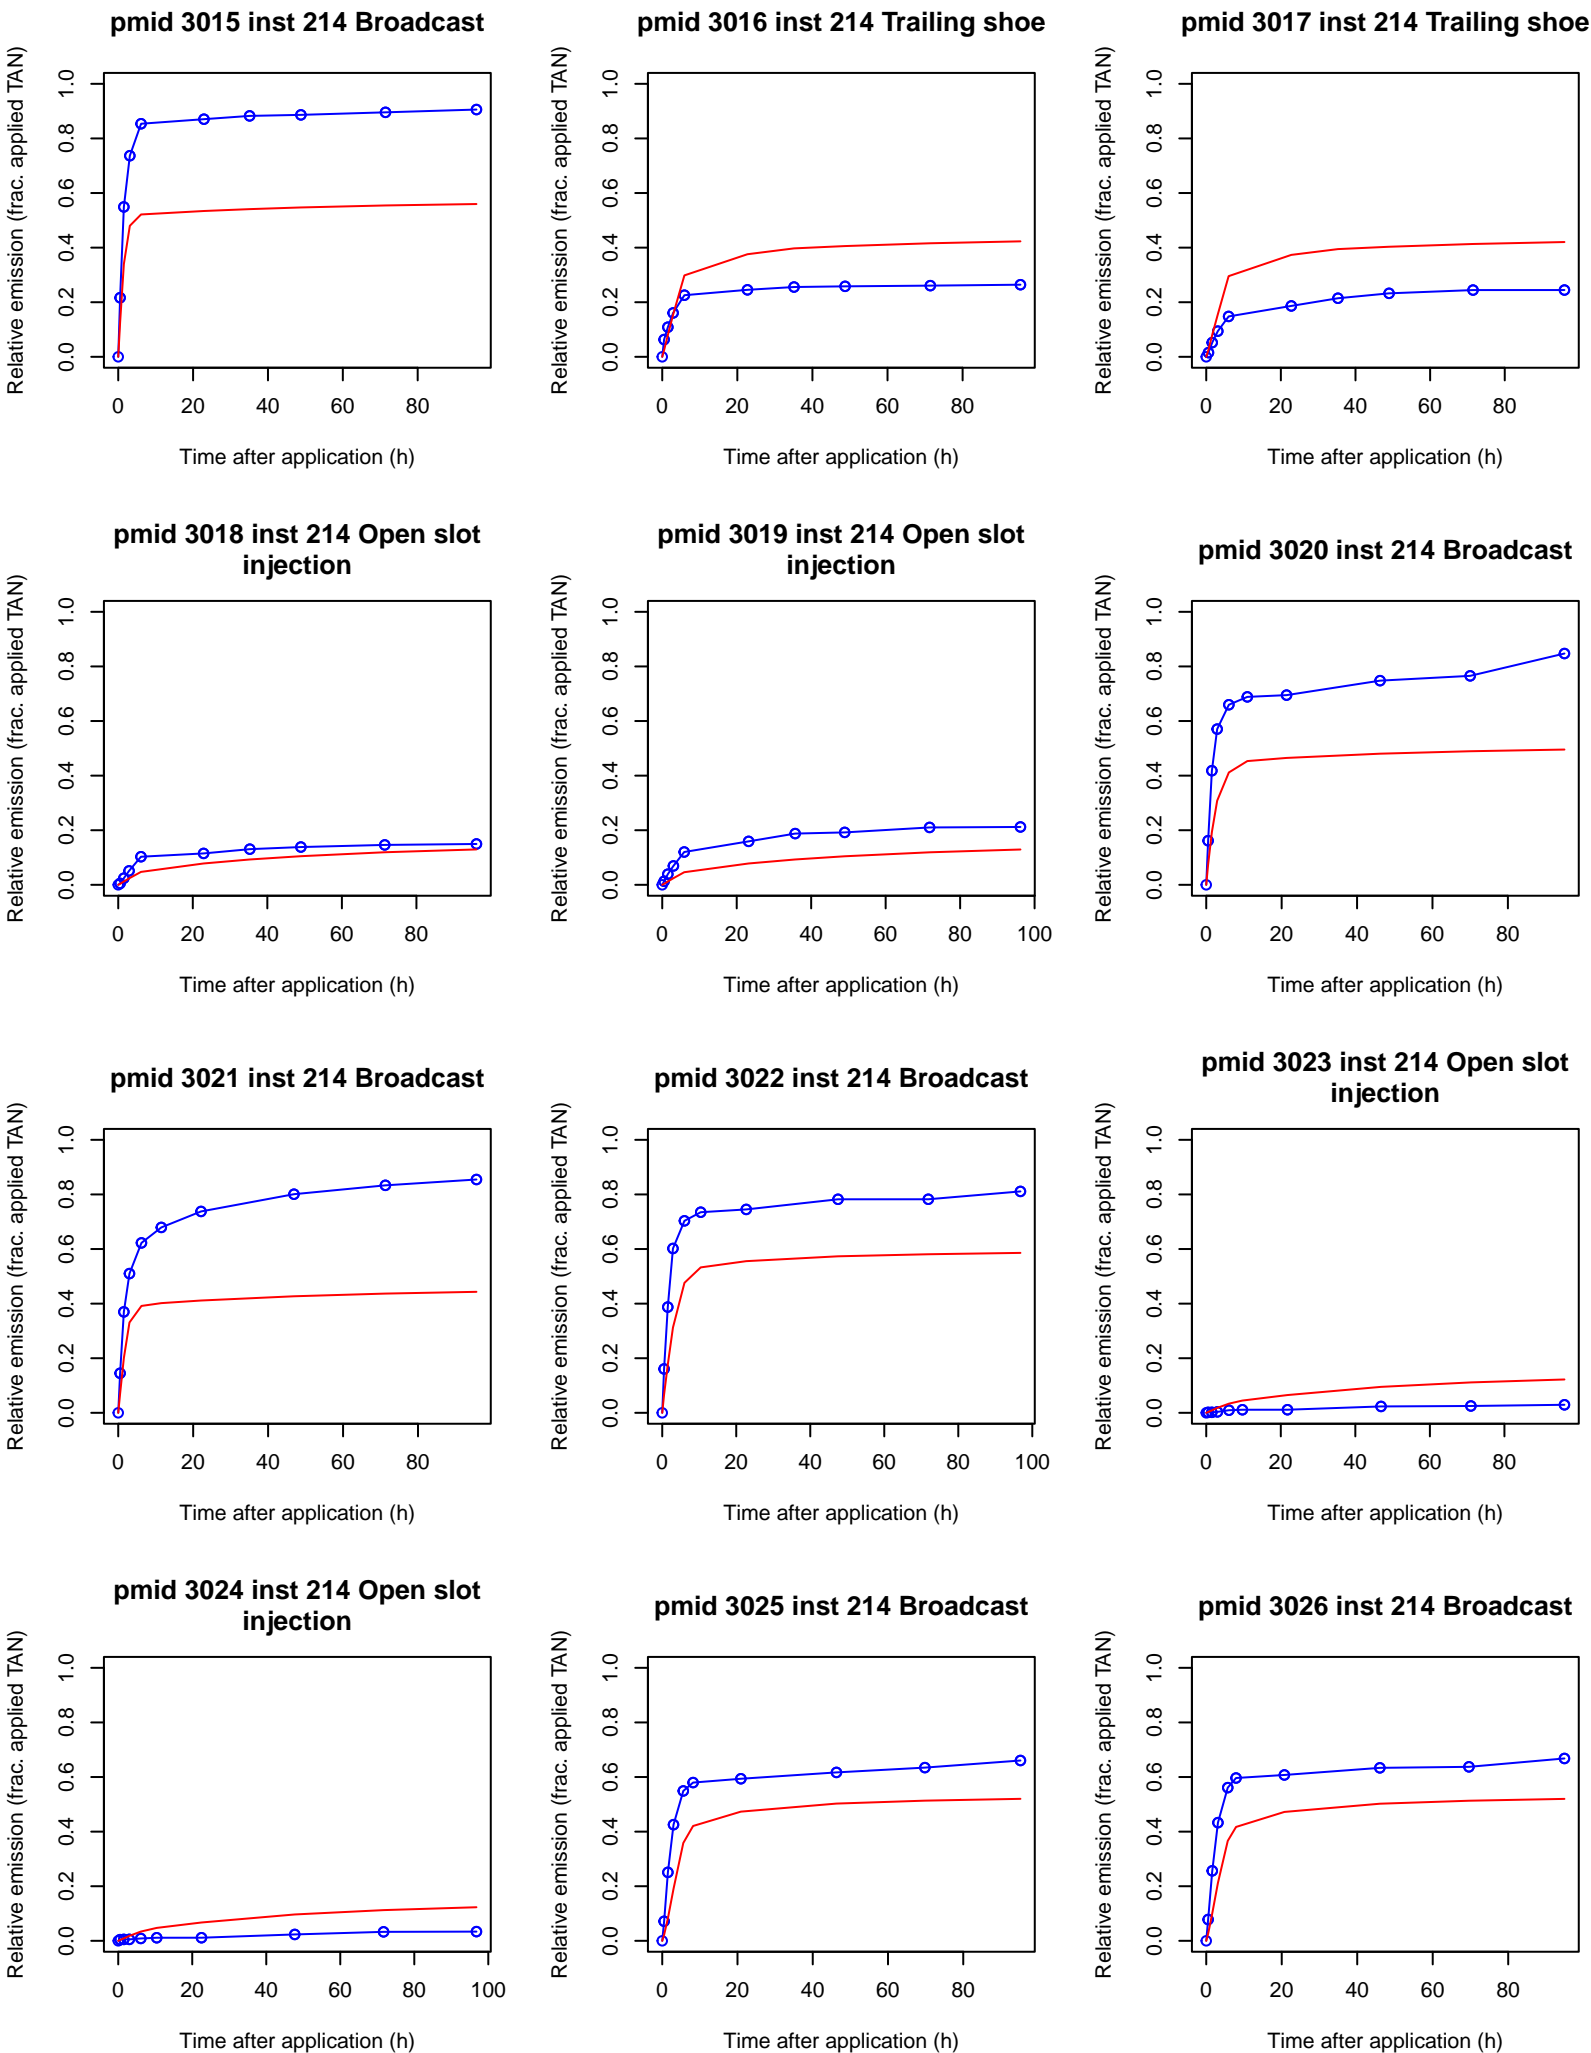 pmid 3015 inst 214 Broadcast
Relative emission (frac. applied TAN)
0.0 0.2 0.4 0.6 0.8 1.0
0 20 40 60 80
Time after application (h)
pmid 3016 inst 214 Trailing shoe
Relative emission (frac. applied TAN)
0.0 0.2 0.4 0.6 0.8 1.0
0 20 40 60 80
Time after application (h)
pmid 3017 inst 214 Trailing shoe
Relative emission (frac. applied TAN)
0.0 0.2 0.4 0.6 0.8 1.0
0 20 40 60 80
Time after application (h)
pmid 3018 inst 214 Open slot
injection
Relative emission (frac. applied TAN)
0.0 0.2 0.4 0.6 0.8 1.0
0 20 40 60 80
Time after application (h)
pmid 3019 inst 214 Open slot
injection
Relative emission (frac. applied TAN)
0.0 0.2 0.4 0.6 0.8 1.0
0 20 40 60 80 100
Time after application (h)
pmid 3020 inst 214 Broadcast
Relative emission (frac. applied TAN)
0.0 0.2 0.4 0.6 0.8 1.0
0 20 40 60 80
Time after application (h)
pmid 3021 inst 214 Broadcast
Relative emission (frac. applied TAN)
0.0 0.2 0.4 0.6 0.8 1.0
0 20 40 60 80
Time after application (h)
pmid 3022 inst 214 Broadcast
Relative emission (frac. applied TAN)
0.0 0.2 0.4 0.6 0.8 1.0
0 20 40 60 80 100
Time after application (h)
pmid 3023 inst 214 Open slot
injection
Relative emission (frac. applied TAN)
0.0 0.2 0.4 0.6 0.8 1.0
0 20 40 60 80
Time after application (h)
pmid 3024 inst 214 Open slot
injection
Relative emission (frac. applied TAN)
0.0 0.2 0.4 0.6 0.8 1.0
0 20 40 60 80 100
Time after application (h)
pmid 3025 inst 214 Broadcast
Relative emission (frac. applied TAN)
0.0 0.2 0.4 0.6 0.8 1.0
0 20 40 60 80
Time after application (h)
pmid 3026 inst 214 Broadcast
Relative emission (frac. applied TAN)
0.0 0.2 0.4 0.6 0.8 1.0
0 20 40 60 80
Time after application (h)